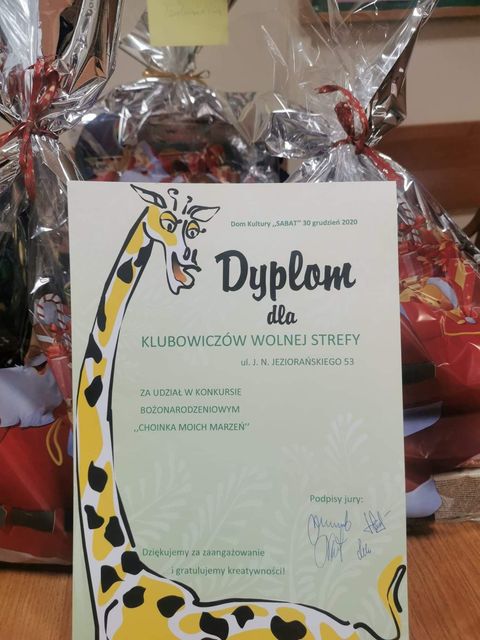 Dom Kultury ,,SABAT" 30 grudzień 2020
Dyplom
dla
KLUBOWICZÓW WOLNEJ STREFY
ul. J. N. JEZIORAŃSKIEGO 53
ZA UDZIAŁ W KONKURSIE
BOŻONARODZENIOWYM
,,CHOINKA MOICH MARZEŃ"
Podpisy jury:
Dziękujemy za zaangażowanie
i gratulujemy kreatywności!